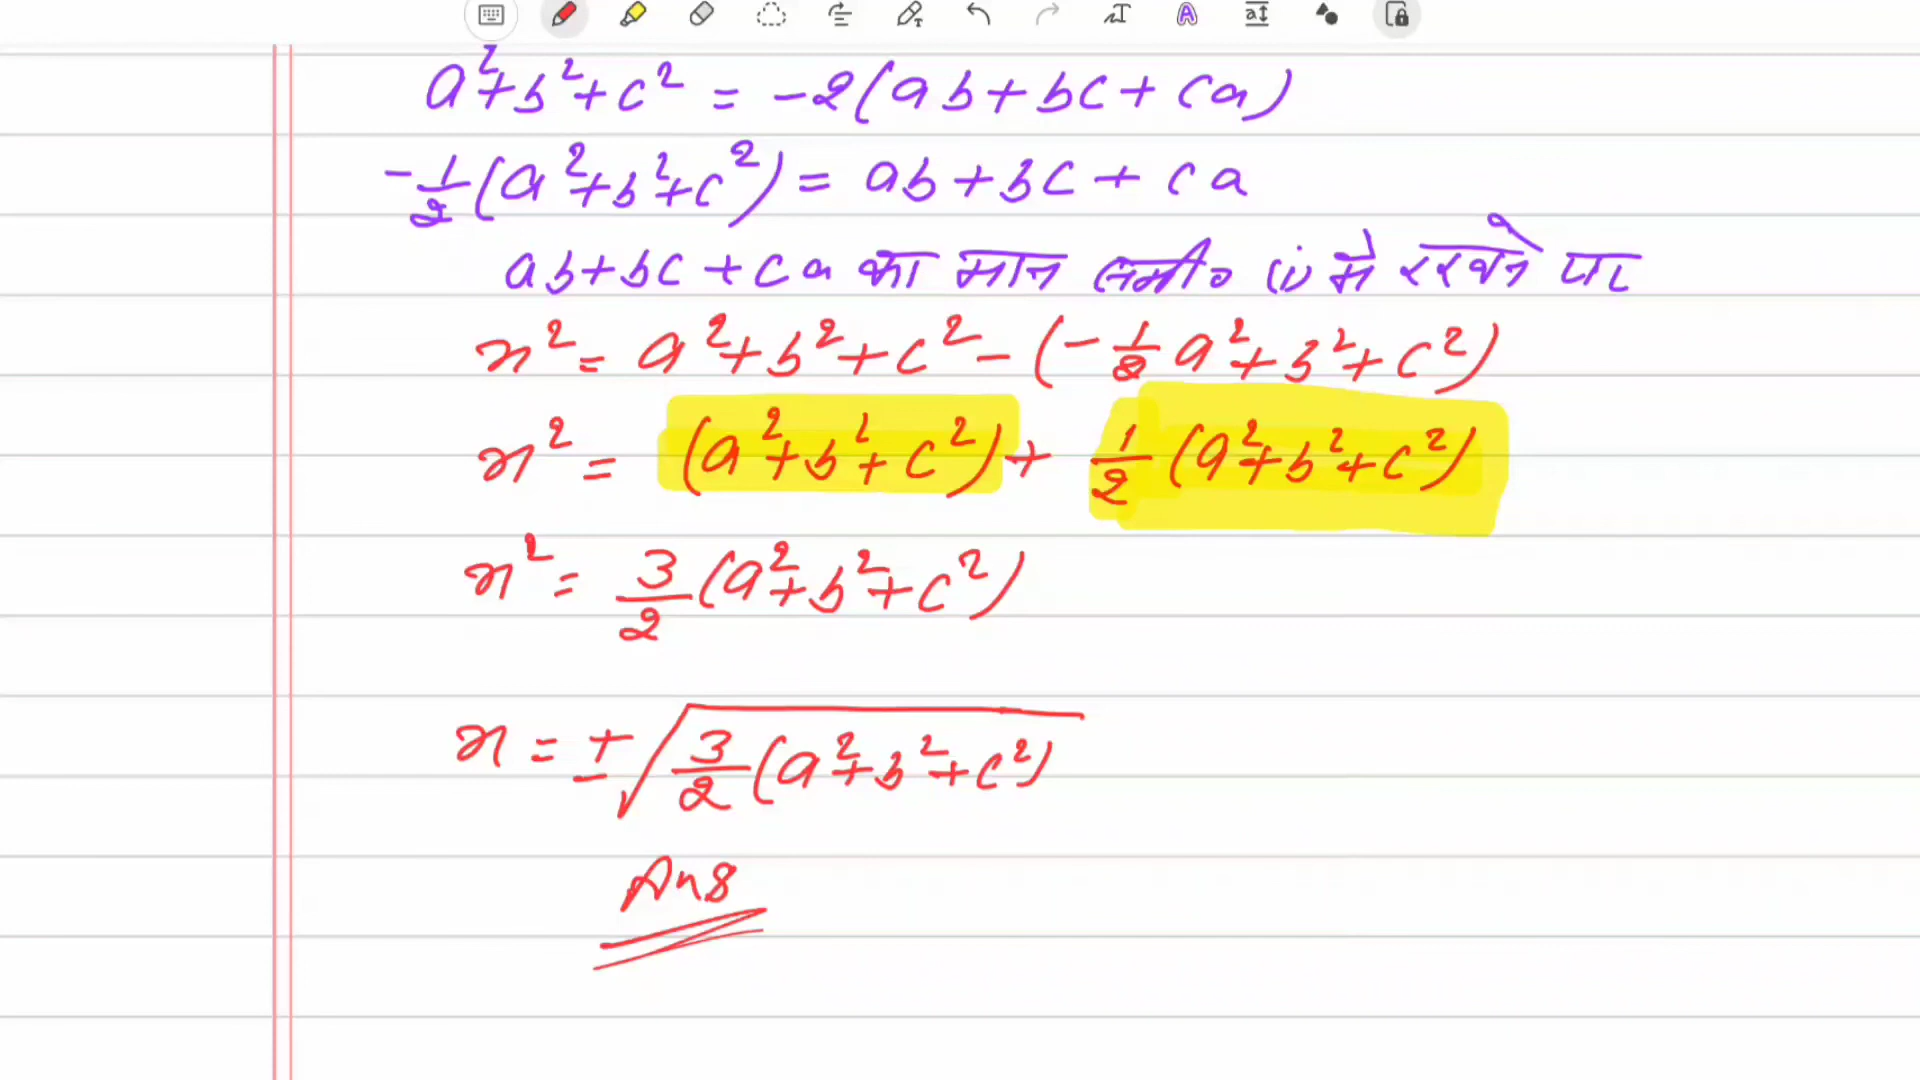 a²+b²+c² = -2(ab+bc+ca)
-1/2(a²+b²+c²) = ab+bc+ca
ab+bc+ca का मान समी० (i) मे रखने पर
x² = a²+b²+c² - (-1/2 a²+b²+c²)
x² = (a²+b²+c²) + 1/2 (a²+b²+c²)
x² = 3/2 (a²+b²+c²)
x = ±√3/2 (a²+b²+c²)
Ans